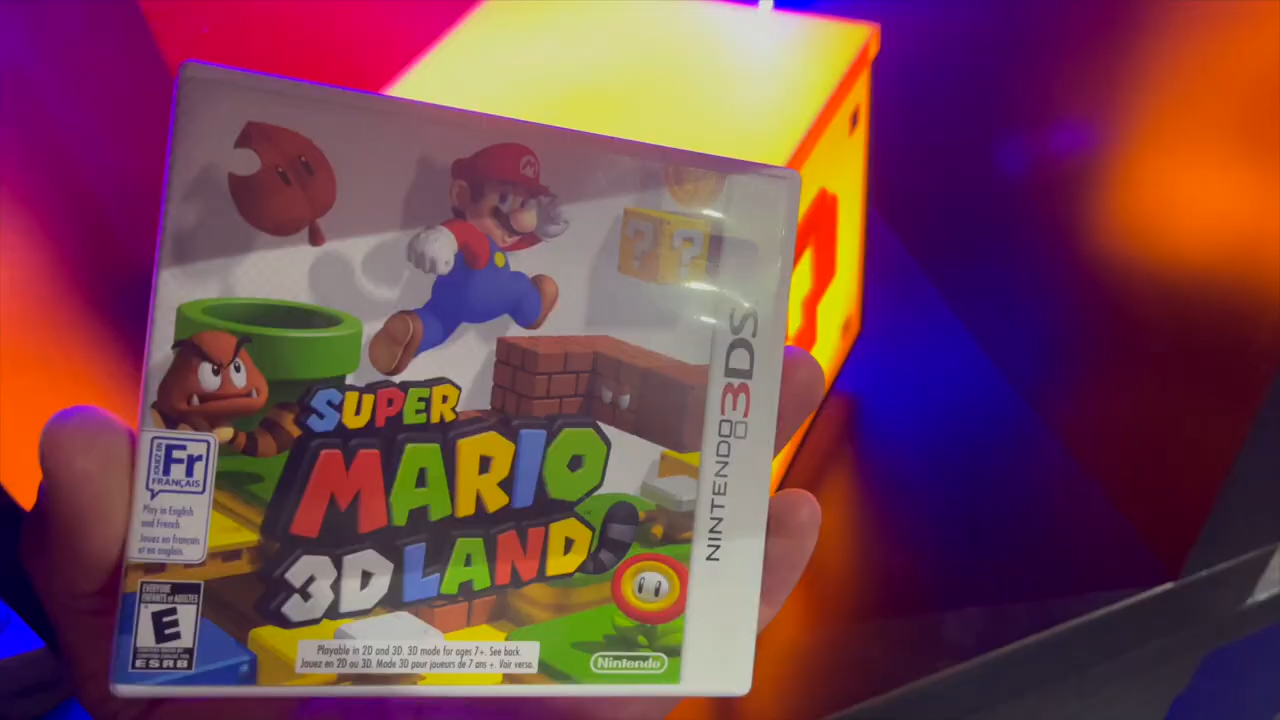 SUPER
MARIO
3D LAND
NINTENDO 3DS
JOUEZ EN
Fr
FRANÇAIS
Play in English
and French.
Jouez en français
et en anglais.
EVERYONE
ENFANTS et ADULTES
E
ESRB
Playable in 2D and 3D. 3D mode for ages 7+. See back.
Jouez en 2D ou 3D. Mode 3D pour joueurs de 7 ans +. Voir verso.
Nintendo
M
? ?
?